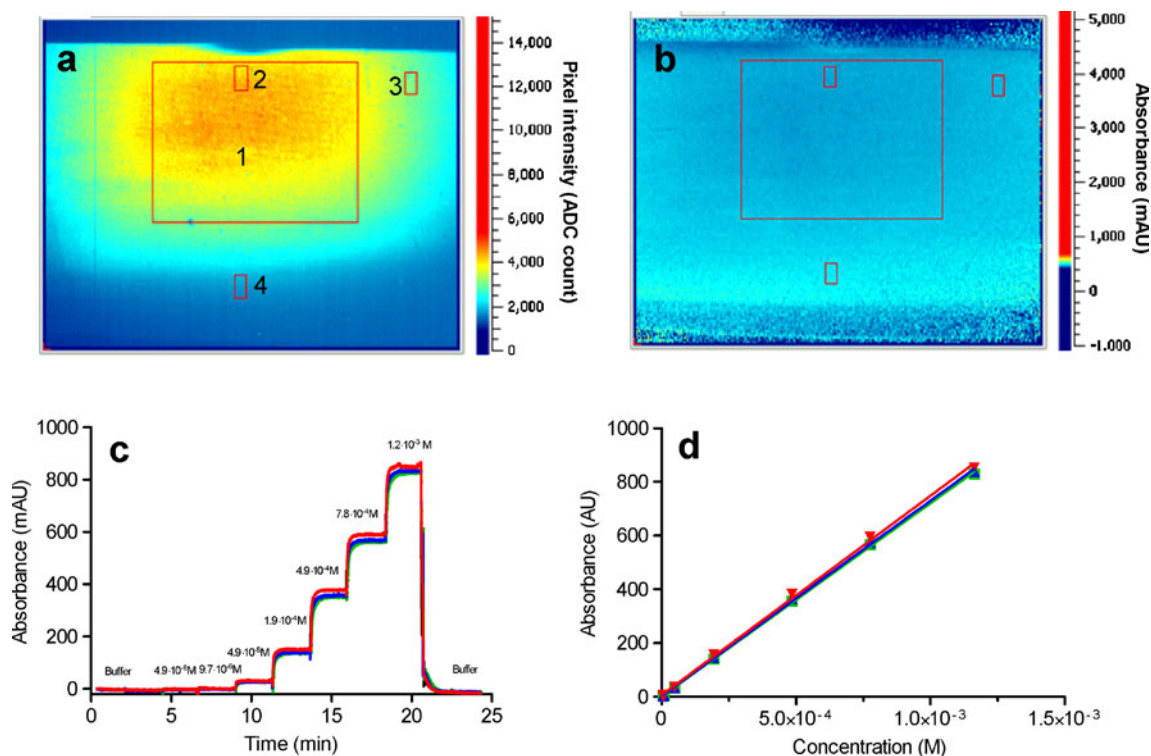 a
2
3
1
4
14,000
12,000
10,000
8,000
6,000
4,000
2,000
0
Pixel intensity (ADC count)
b
5,000
4,000
3,000
2,000
1,000
0
-1.000
Absorbance (mAU)
c
1000
800
600
400
200
0
Absorbance (mAU)
Buffer
4.9·10⁻⁶M
9.7·10⁻⁶M
4.9·10⁻⁵M
1.9·10⁻⁴M
4.9·10⁻⁴M
7.8·10⁻⁴M
1.2·10⁻³ M
Buffer
0
5
10
15
20
25
Time (min)
d
1000
800
600
400
200
0
Absorbance (AU)
0
5.0×10⁻⁴
1.0×10⁻³
1.5×10⁻³
Concentration (M)